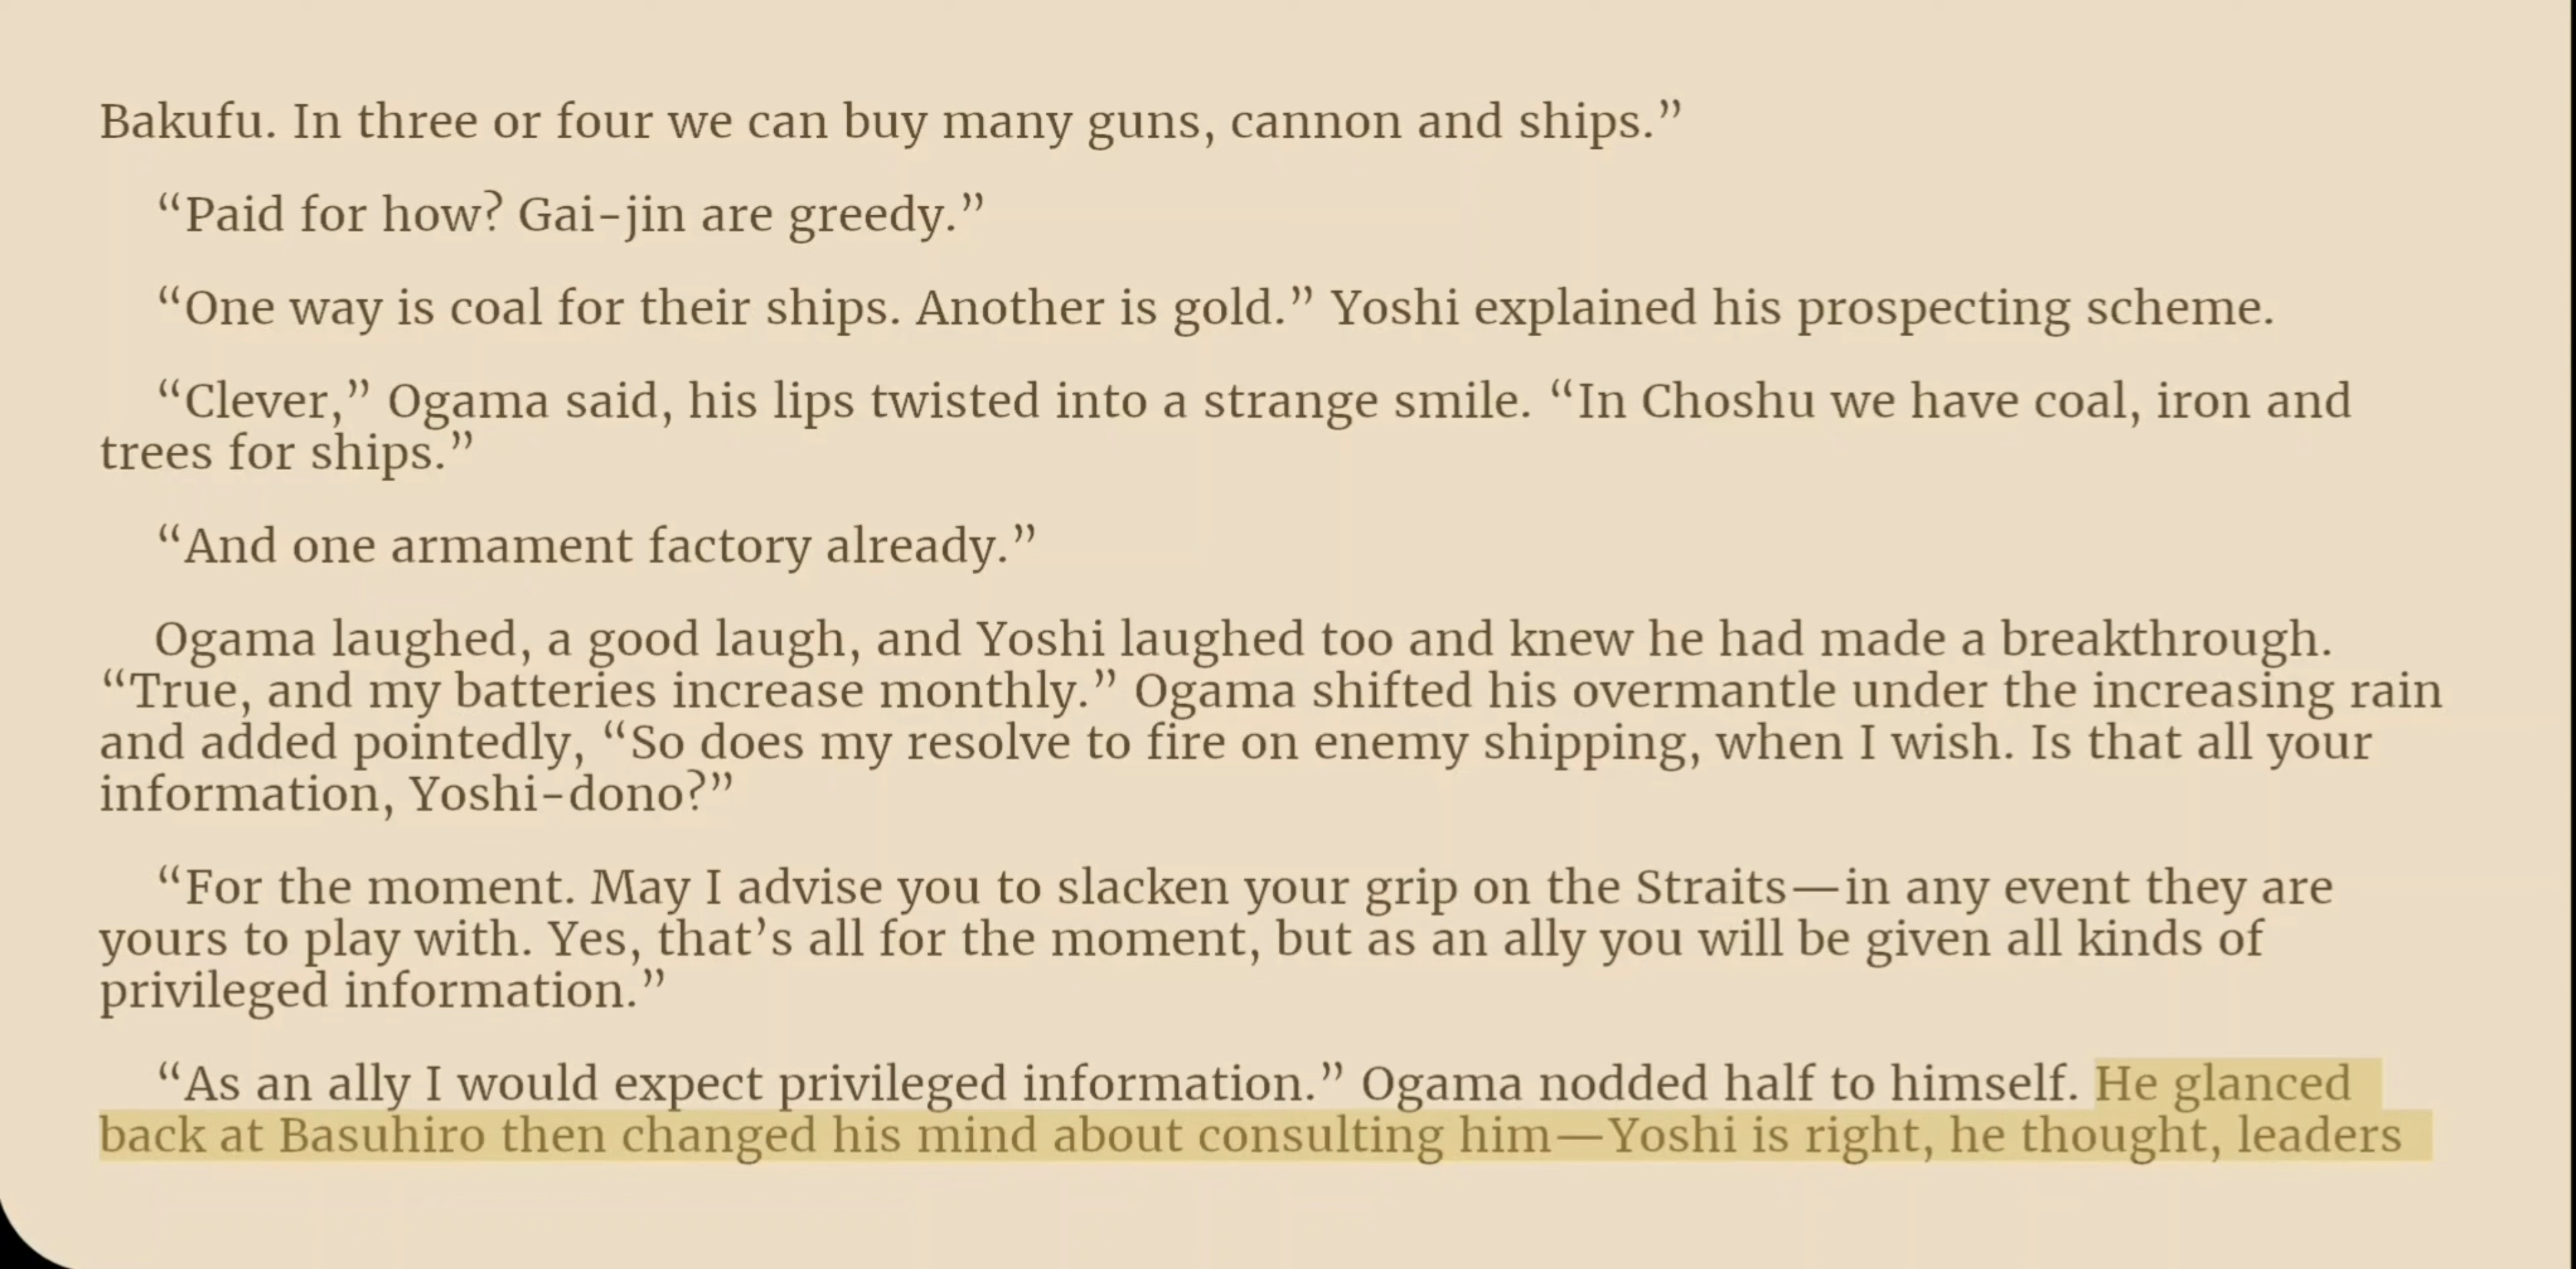 Bakufu. In three or four we can buy many guns, cannon and ships.”
“Paid for how? Gai-jin are greedy.”
“One way is coal for their ships. Another is gold.” Yoshi explained his prospecting scheme.
“Clever,” Ogama said, his lips twisted into a strange smile. “In Choshu we have coal, iron and
trees for ships.”
“And one armament factory already.”
Ogama laughed, a good laugh, and Yoshi laughed too and knew he had made a breakthrough.
“True, and my batteries increase monthly.” Ogama shifted his overmantle under the increasing rain
and added pointedly, “So does my resolve to fire on enemy shipping, when I wish. Is that all your
information, Yoshi-dono?”
“For the moment. May I advise you to slacken your grip on the Straits—in any event they are
yours to play with. Yes, that’s all for the moment, but as an ally you will be given all kinds of
privileged information.”
“As an ally I would expect privileged information.” Ogama nodded half to himself. He glanced
back at Basuhiro then changed his mind about consulting him—Yoshi is right, he thought, leaders